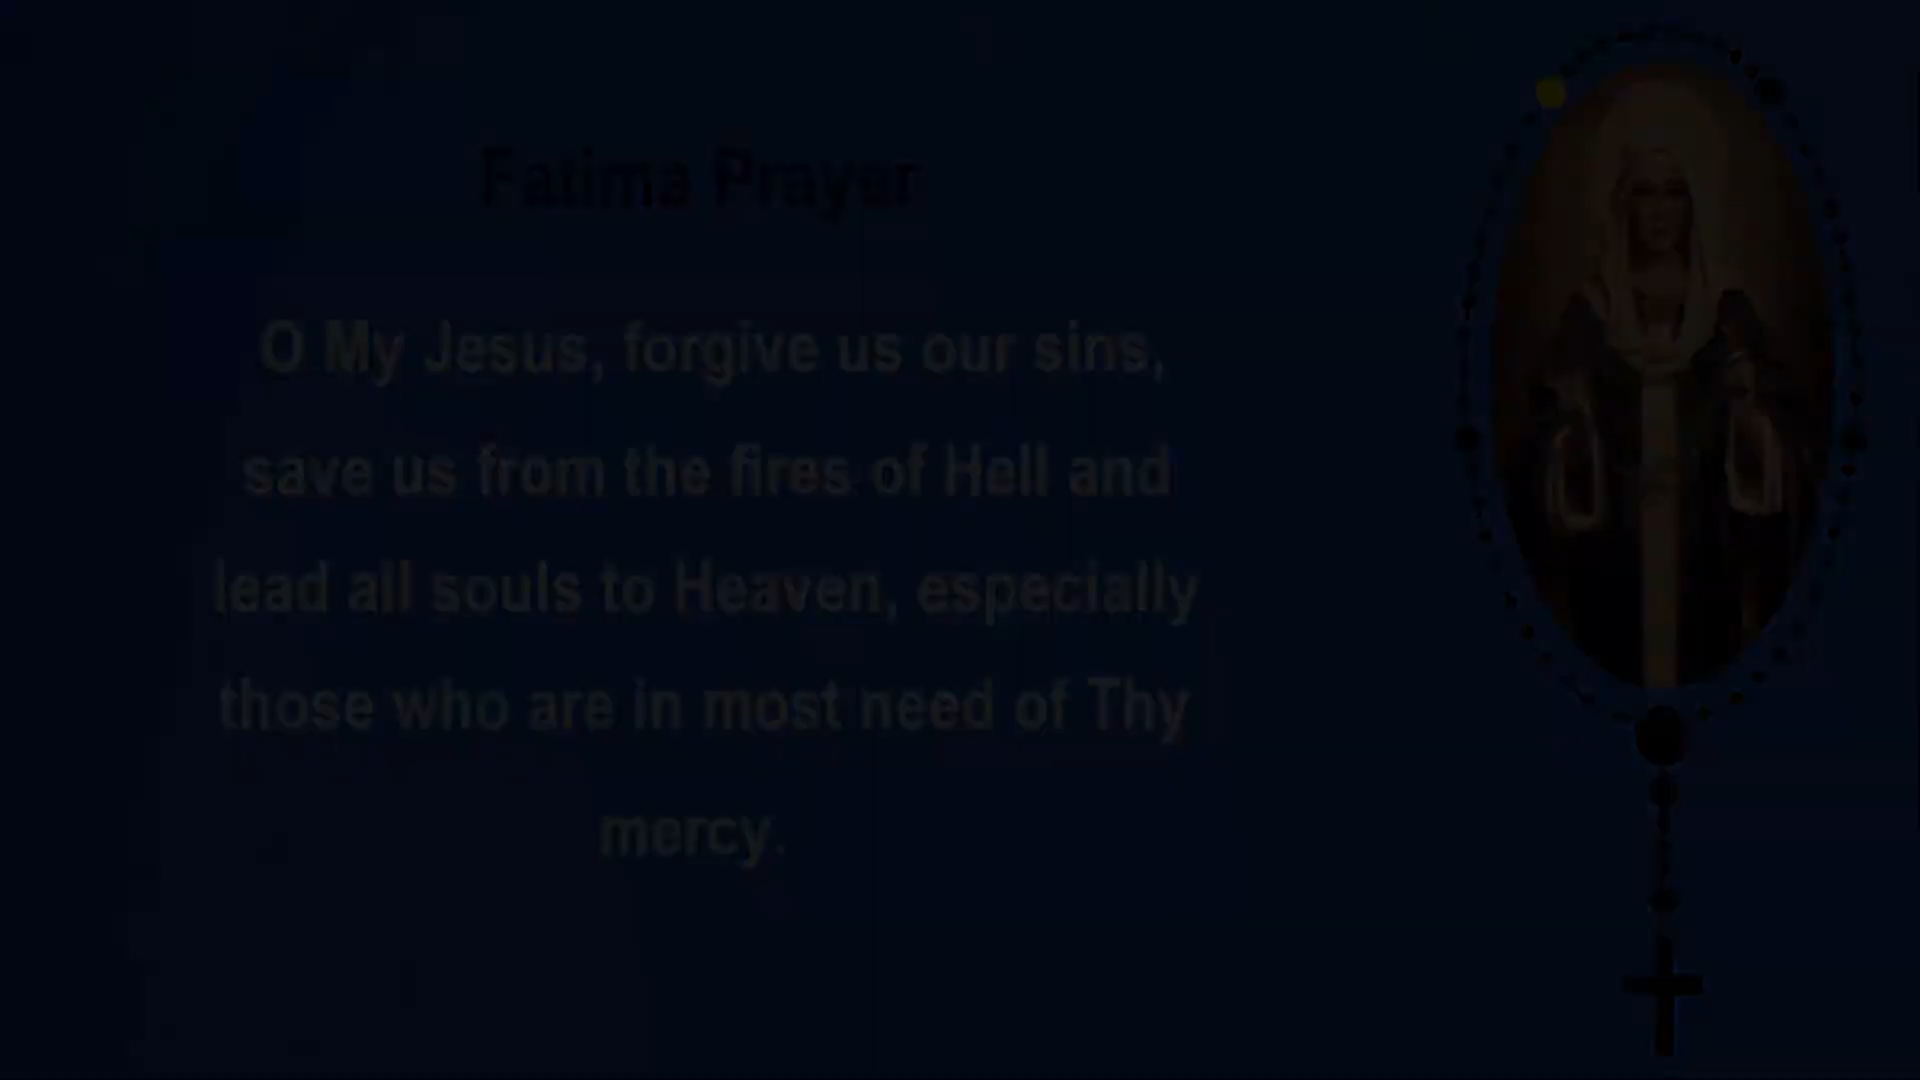 Fatima Prayer
O My Jesus, forgive us our sins,
save us from the fires of Hell and
lead all souls to Heaven, especially
those who are in most need of Thy
mercy.